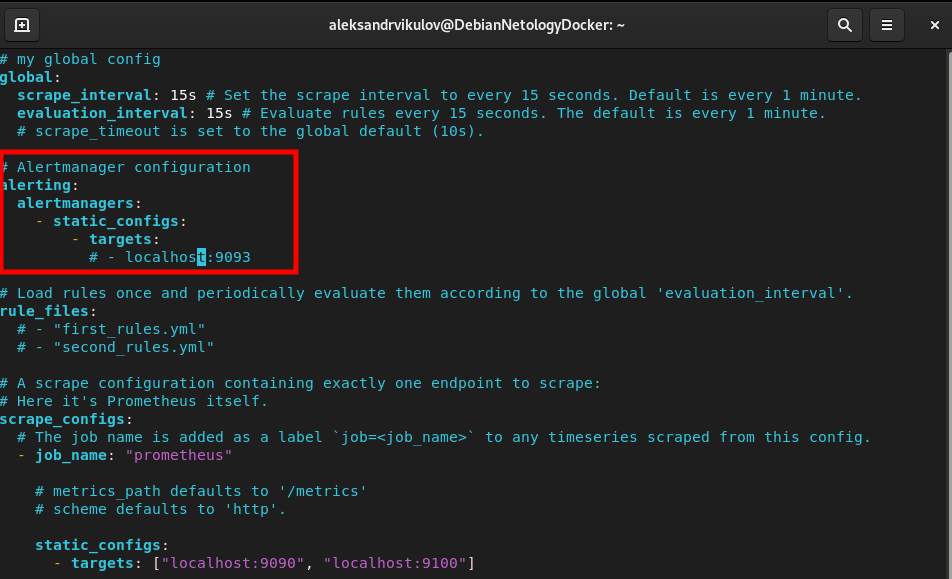 aleksandrvikulov@DebianNetologyDocker: ~
# my global config
global:
  scrape_interval: 15s # Set the scrape interval to every 15 seconds. Default is every 1 minute.
  evaluation_interval: 15s # Evaluate rules every 15 seconds. The default is every 1 minute.
  # scrape_timeout is set to the global default (10s).
# Alertmanager configuration
alerting:
  alertmanagers:
    - static_configs:
        - targets:
          # - localhost:9093
# Load rules once and periodically evaluate them according to the global 'evaluation_interval'.
rule_files:
  # - "first_rules.yml"
  # - "second_rules.yml"
# A scrape configuration containing exactly one endpoint to scrape:
# Here it's Prometheus itself.
scrape_configs:
  # The job name is added as a label `job=<job_name>` to any timeseries scraped from this config.
  - job_name: "prometheus"
    # metrics_path defaults to '/metrics'
    # scheme defaults to 'http'.
    static_configs:
      - targets: ["localhost:9090", "localhost:9100"]